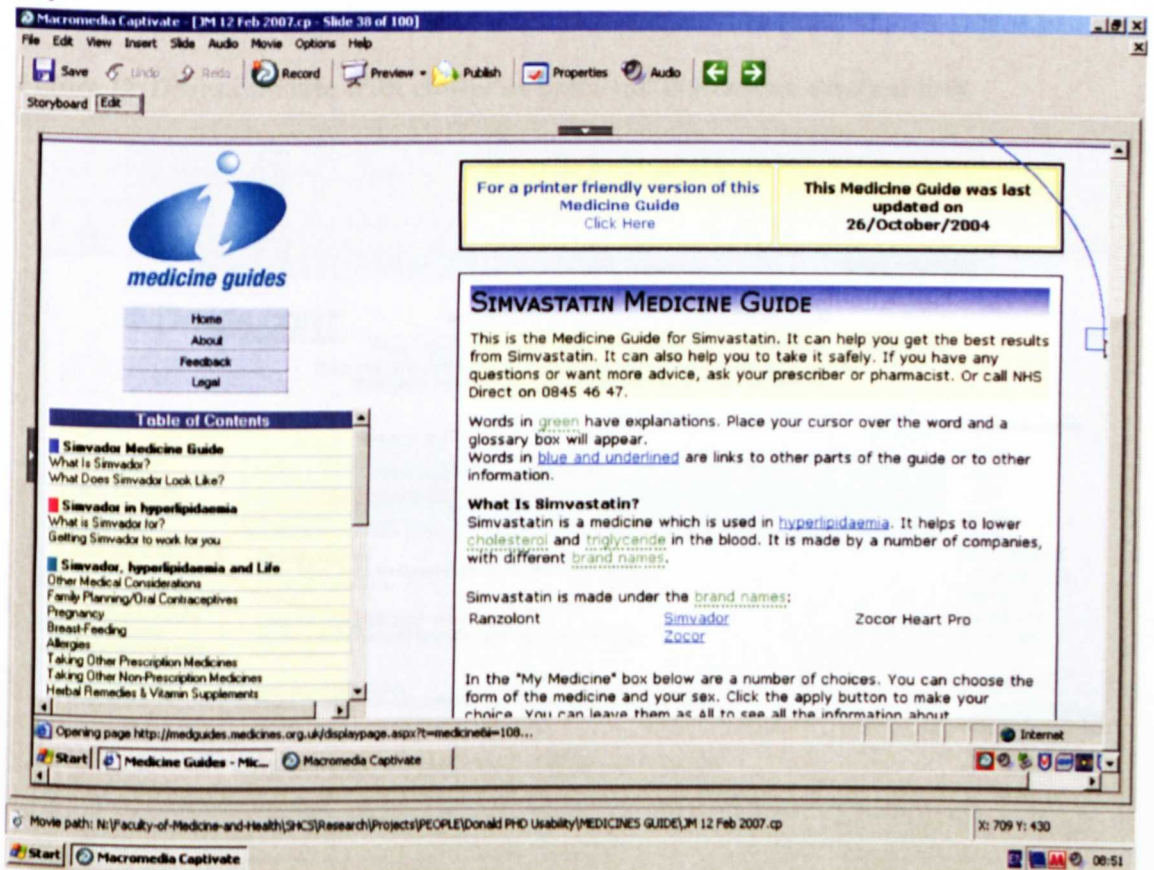 Macromedia Captivate - [JM 12 Feb 2007.cp - Slide 38 of 100]
File Edit View Insert Slide Audio Movie Options Help
Save Undo Redo Record Preview Publish Properties Audio
Storyboard Edit
medicine guides
Home
About
Feedback
Legal
Table of Contents
Simvador Medicine Guide
What Is Simvador?
What Does Simvador Look Like?
Simvador in hyperlipidaemia
What is Simvador for?
Getting Simvador to work for you
Simvador, hyperlipidaemia and Life
Other Medical Considerations
Family Planning/Oral Contraceptives
Pregnancy
Breast-Feeding
Allergies
Taking Other Prescription Medicines
Taking Other Non-Prescription Medicines
Herbal Remedies & Vitamin Supplements
For a printer friendly version of this
Medicine Guide
Click Here
This Medicine Guide was last
updated on
26/October/2004
SIMVASTATIN MEDICINE GUIDE
This is the Medicine Guide for Simvastatin. It can help you get the best results
from Simvastatin. It can also help you to take it safely. If you have any
questions or want more advice, ask your prescriber or pharmacist. Or call NHS
Direct on 0845 46 47.
Words in green have explanations. Place your cursor over the word and a
glossary box will appear.
Words in blue and underlined are links to other parts of the guide or to other
information.
What Is Simvastatin?
Simvastatin is a medicine which is used in hyperlipidaemia. It helps to lower
cholesterol and triglyceride in the blood. It is made by a number of companies,
with different brand names.
Simvastatin is made under the brand names:
Ranzolont Simvador Zocor Heart Pro
Zocor
In the "My Medicine" box below are a number of choices. You can choose the
form of the medicine and your sex. Click the apply button to make your
choice. You can leave them as All to see all the information about
Opening page http://medguides.medicines.org.uk/displaypage.aspx?t=medicine&i=108...
Internet
Start Medicine Guides - Mic... Macromedia Captivate
Movie path: N:\Faculty-of-Medicine-and-Health\SHCS\Research\Projects\PEOPLE\Donald PHD Usability\MEDICINES GUIDE\JM 12 Feb 2007.cp
X: 709 Y: 430
Start Macromedia Captivate
08:51